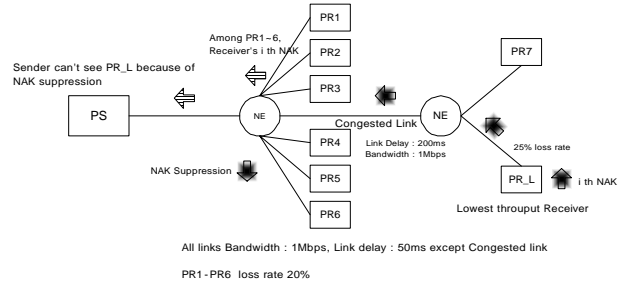 PR1
Among PR1~6,
Receiver's i th NAK
PR2
PR7
Sender can't see PR_L because of
NAK suppression
PR3
PS
NE
NE
Congested Link
Link Delay : 200ms
Bandwidth : 1Mbps
25% loss rate
PR4
NAK Suppression
PR5
PR_L
i th NAK
PR6
Lowest throuput Receiver
All links Bandwidth : 1Mbps, Link delay : 50ms except Congested link
PR1-PR6 loss rate 20%